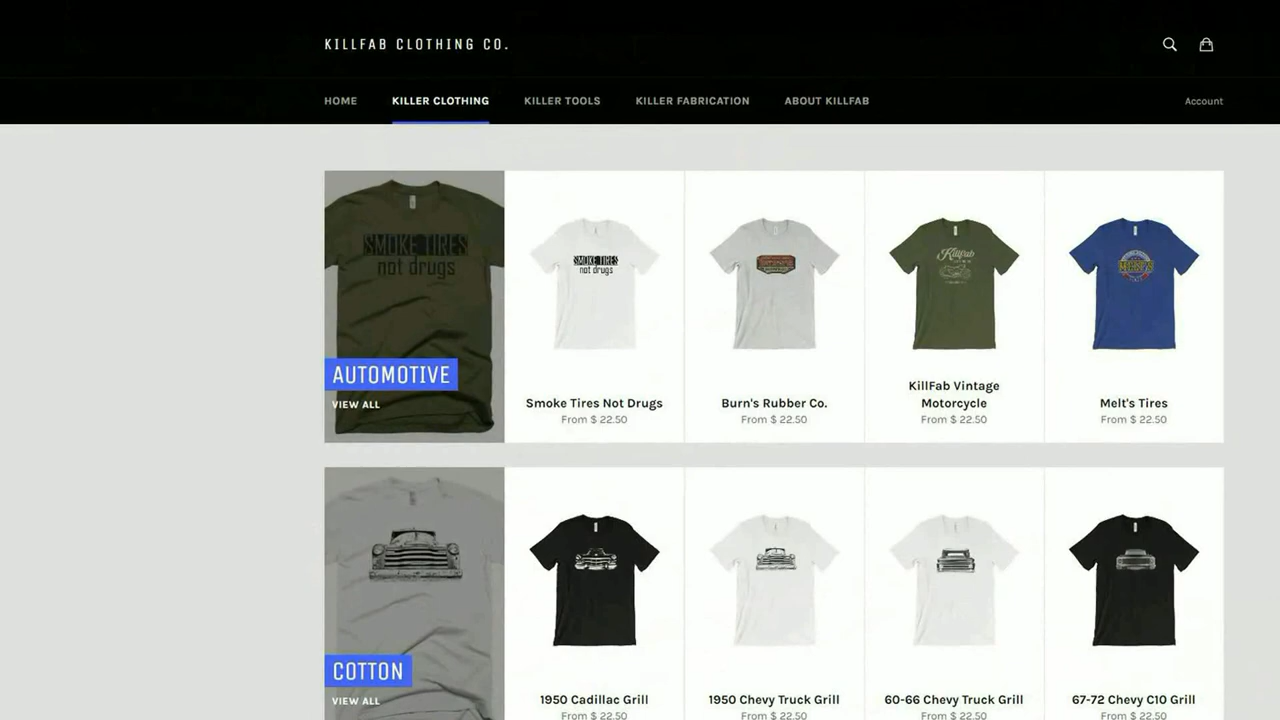 KILLFAB CLOTHING CO.
HOME
KILLER CLOTHING
KILLER TOOLS
KILLER FABRICATION
ABOUT KILLFAB
Account
SMOKE TIRES
not drugs
AUTOMOTIVE
VIEW ALL
SMOKE TIRES
not drugs
Smoke Tires Not Drugs
From $ 22.50
Burn's Rubber Co.
From $ 22.50
Killfab
KillFab Vintage
Motorcycle
From $ 22.50
Melt's Tires
From $ 22.50
COTTON
VIEW ALL
1950 Cadillac Grill
From $ 22.50
1950 Chevy Truck Grill
From $ 22.50
60-66 Chevy Truck Grill
From $ 22.50
67-72 Chevy C10 Grill
From $ 22.50